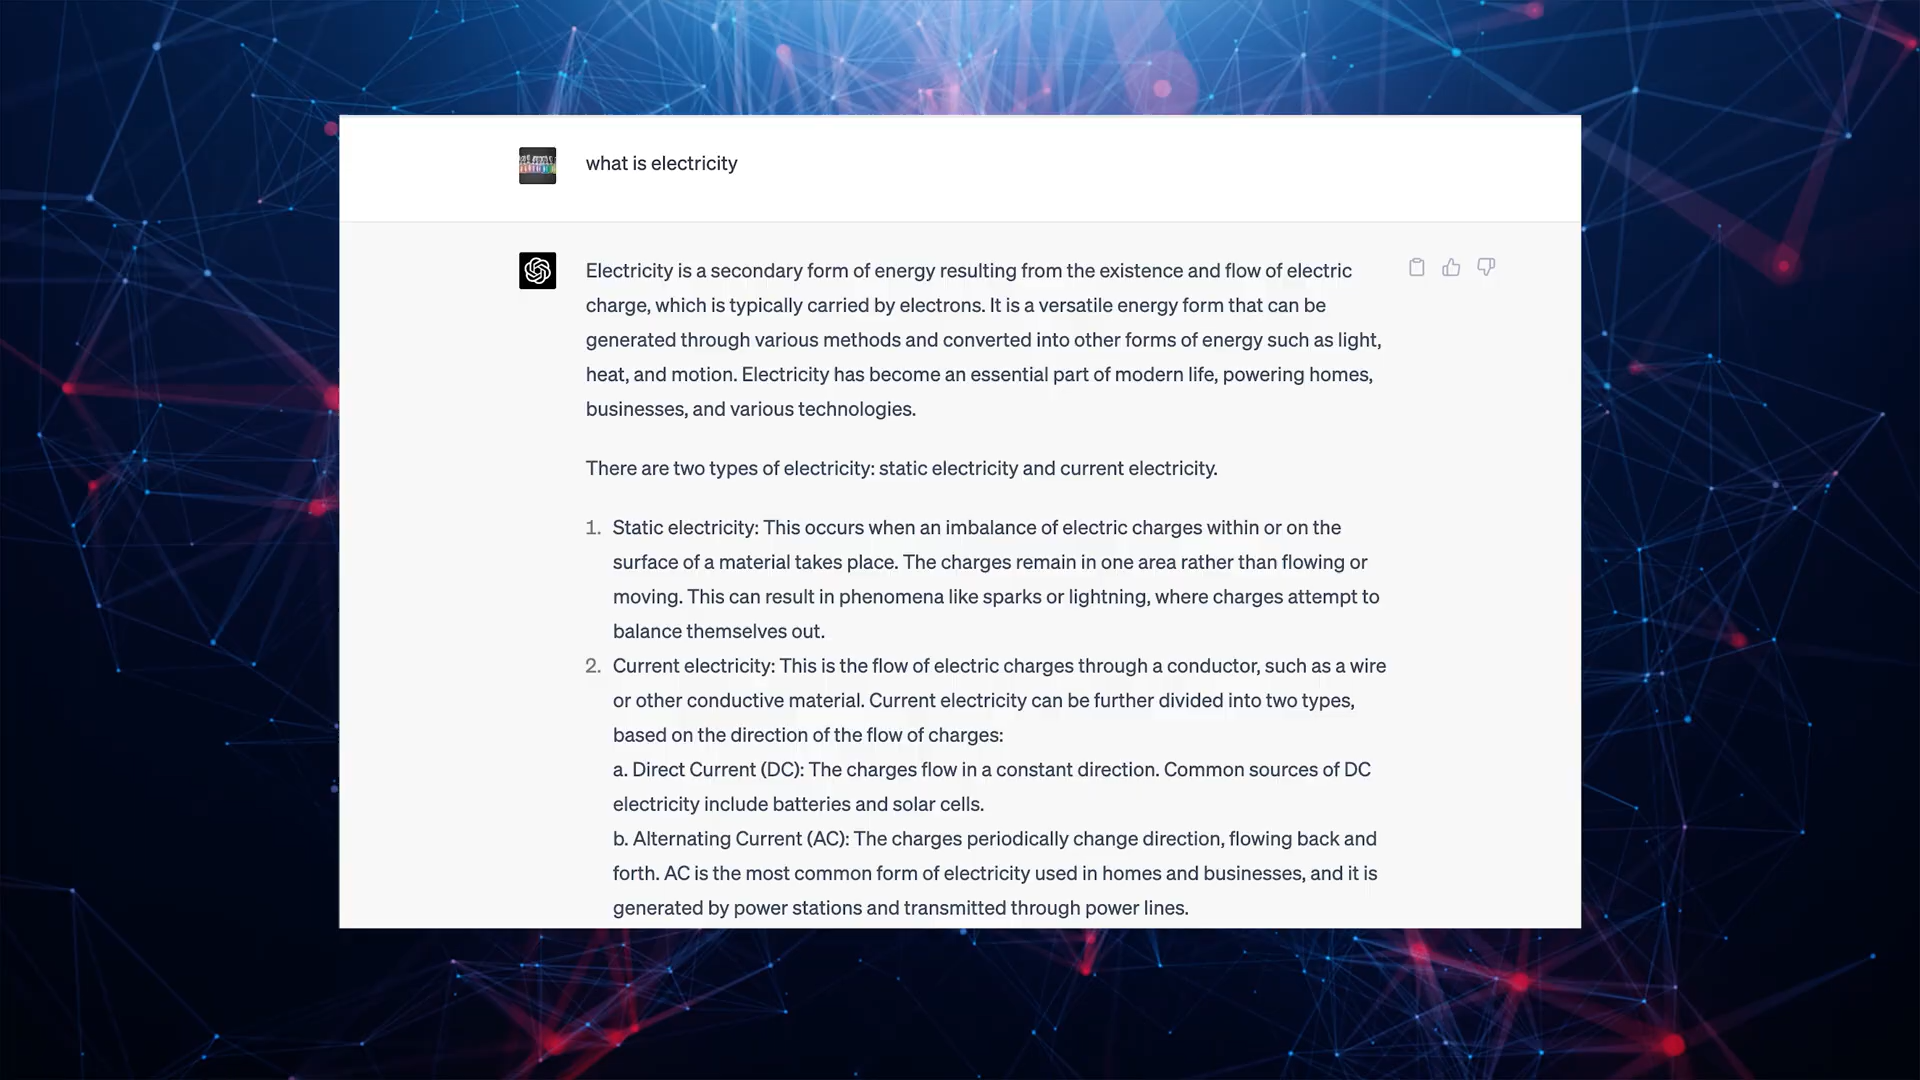 what is electricity
Electricity is a secondary form of energy resulting from the existence and flow of electric
charge, which is typically carried by electrons. It is a versatile energy form that can be
generated through various methods and converted into other forms of energy such as light,
heat, and motion. Electricity has become an essential part of modern life, powering homes,
businesses, and various technologies.
There are two types of electricity: static electricity and current electricity.
1. Static electricity: This occurs when an imbalance of electric charges within or on the
surface of a material takes place. The charges remain in one area rather than flowing or
moving. This can result in phenomena like sparks or lightning, where charges attempt to
balance themselves out.
2. Current electricity: This is the flow of electric charges through a conductor, such as a wire
or other conductive material. Current electricity can be further divided into two types,
based on the direction of the flow of charges:
a. Direct Current (DC): The charges flow in a constant direction. Common sources of DC
electricity include batteries and solar cells.
b. Alternating Current (AC): The charges periodically change direction, flowing back and
forth. AC is the most common form of electricity used in homes and businesses, and it is
generated by power stations and transmitted through power lines.